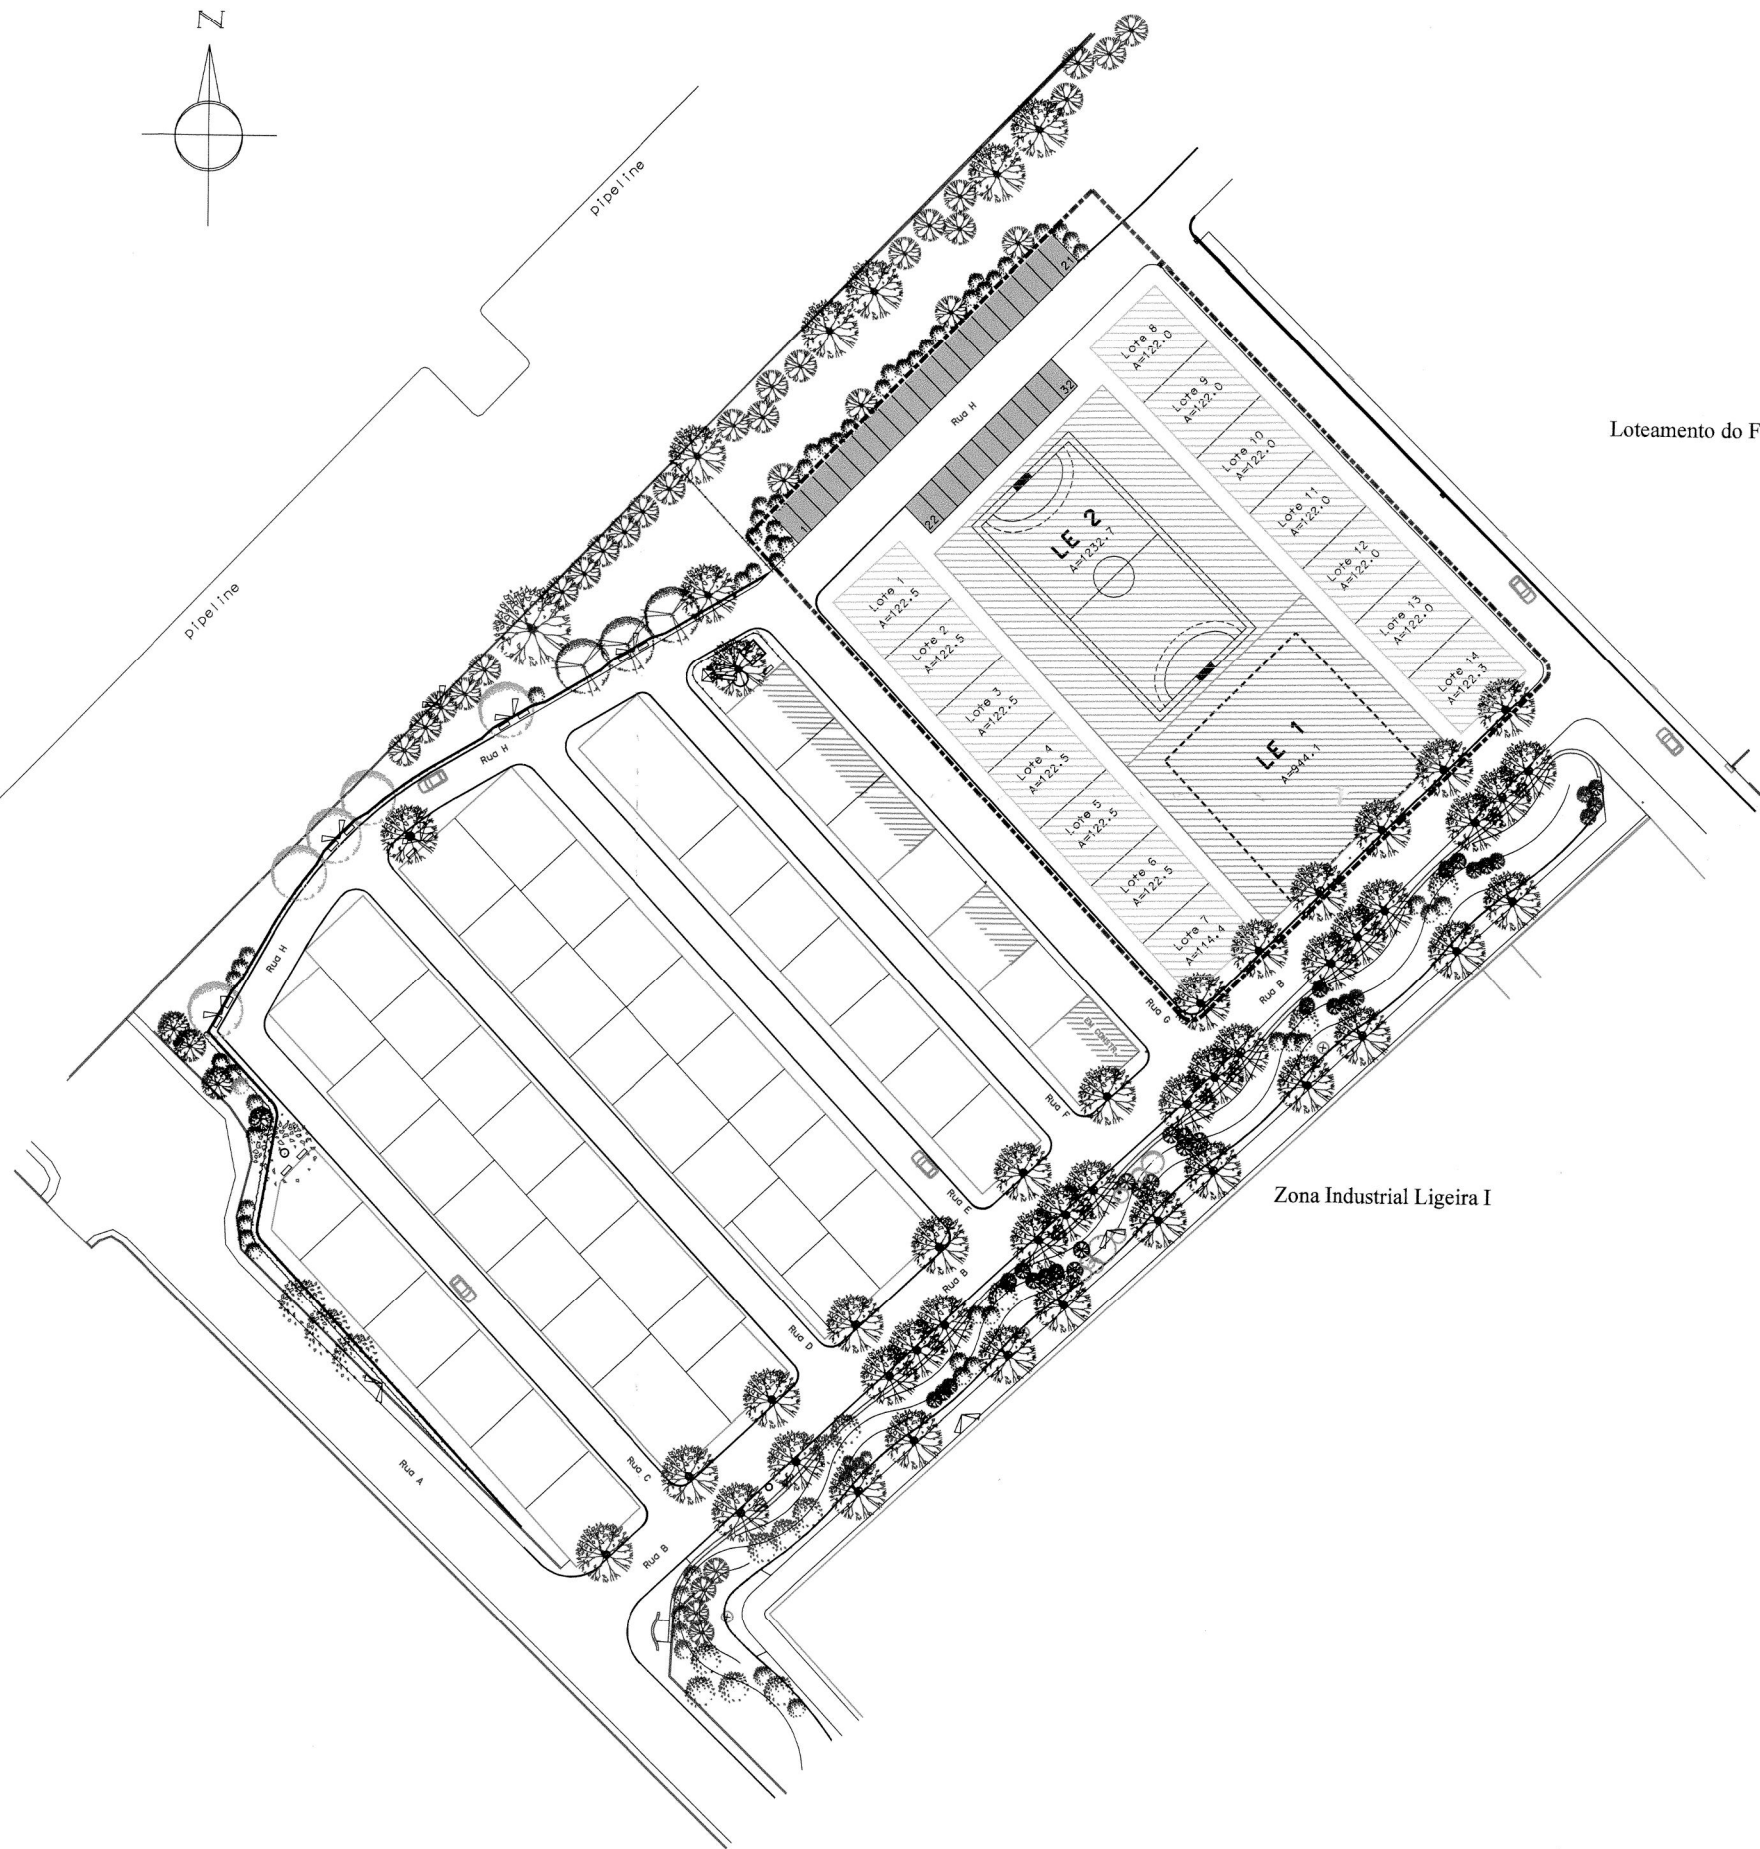 N
pipeline
pipeline
Loteamento do F
Zona Industrial Ligeira I
21
Rua H
32
1
22
Lote 8
A=122.0
Lote 9
A=122.0
Lote 10
A=122.0
Lote 11
A=122.0
Lote 12
A=122.0
Lote 13
A=122.0
Lote 14
A=122.3
LE 2
A=1232.7
LE 1
A=944.1
Lote 1
A=122.5
Lote 2
A=122.5
Lote 3
A=122.5
Lote 4
A=122.5
Lote 5
A=122.5
Lote 6
A=122.5
Lote 7
A=114.4
Rua H
Rua H
EM CONSTR.
Rua G
Rua B
Rua F
Rua E
Rua B
Rua D
Rua C
Rua A
Rua B